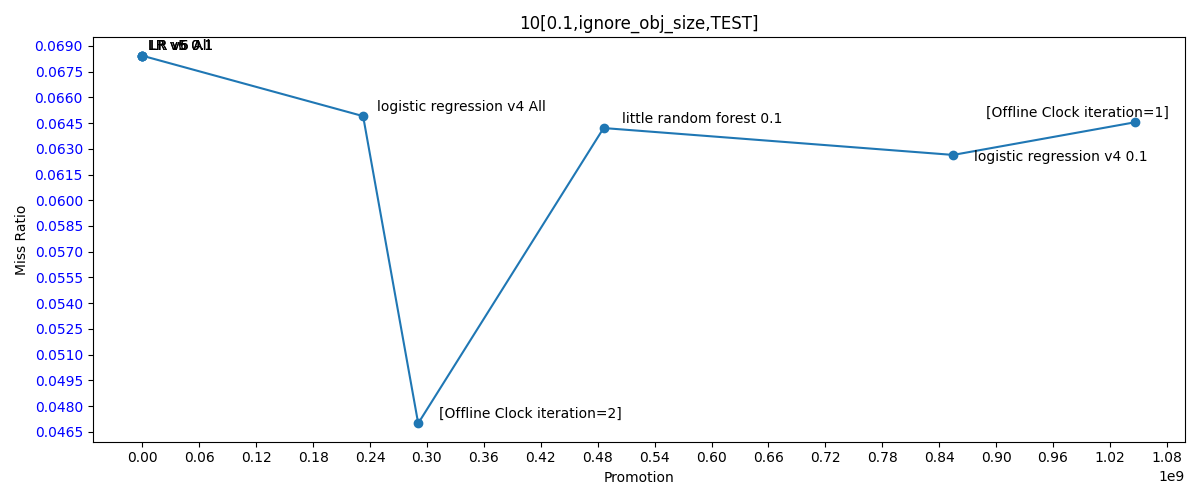 10[0.1,ignore_obj_size,TEST]
Miss Ratio
0.0690
0.0675
0.0660
0.0645
0.0630
0.0615
0.0600
0.0585
0.0570
0.0555
0.0540
0.0525
0.0510
0.0495
0.0480
0.0465
logistic regression v4 All
[Offline Clock iteration=2]
little random forest 0.1
logistic regression v4 0.1
[Offline Clock iteration=1]
0.00 0.06 0.12 0.18 0.24 0.30 0.36 0.42 0.48 0.54 0.60 0.66 0.72 0.78 0.84 0.90 0.96 1.02 1.08
1e9
Promotion